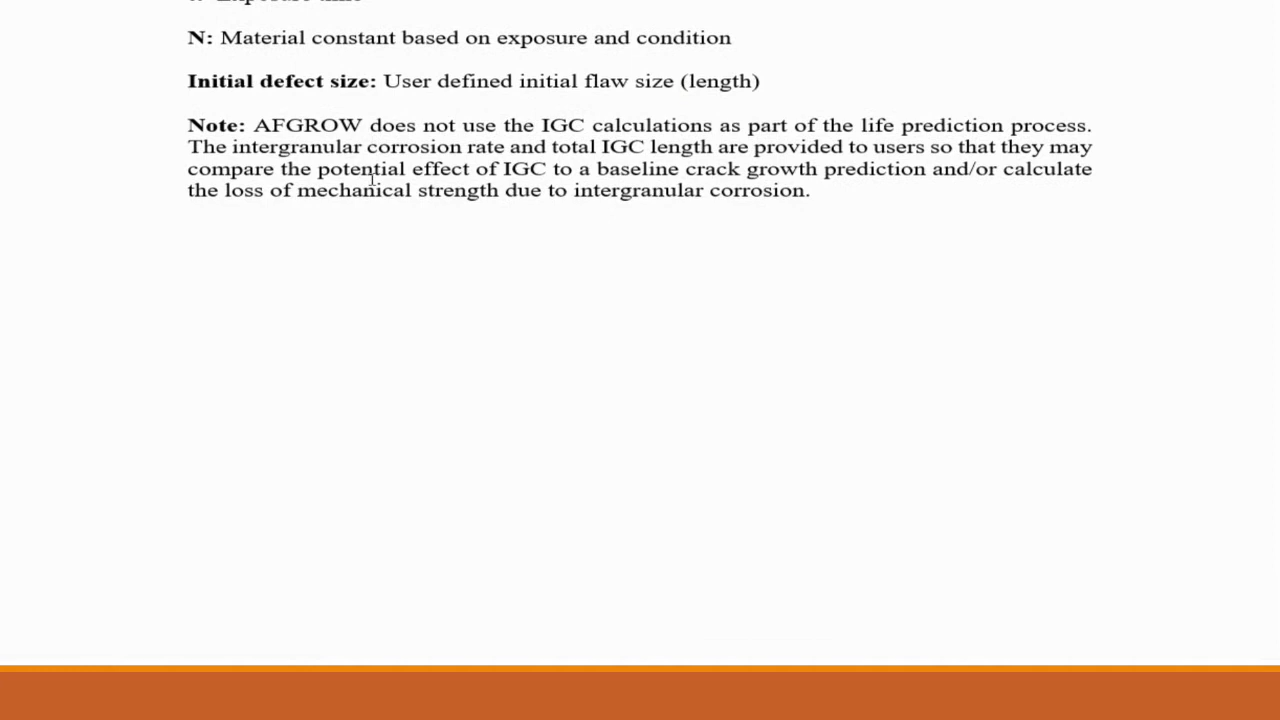 N: Material constant based on exposure and condition
Initial defect size: User defined initial flaw size (length)
Note: AFGROW does not use the IGC calculations as part of the life prediction process.
The intergranular corrosion rate and total IGC length are provided to users so that they may
compare the potential effect of IGC to a baseline crack growth prediction and/or calculate
the loss of mechanical strength due to intergranular corrosion.